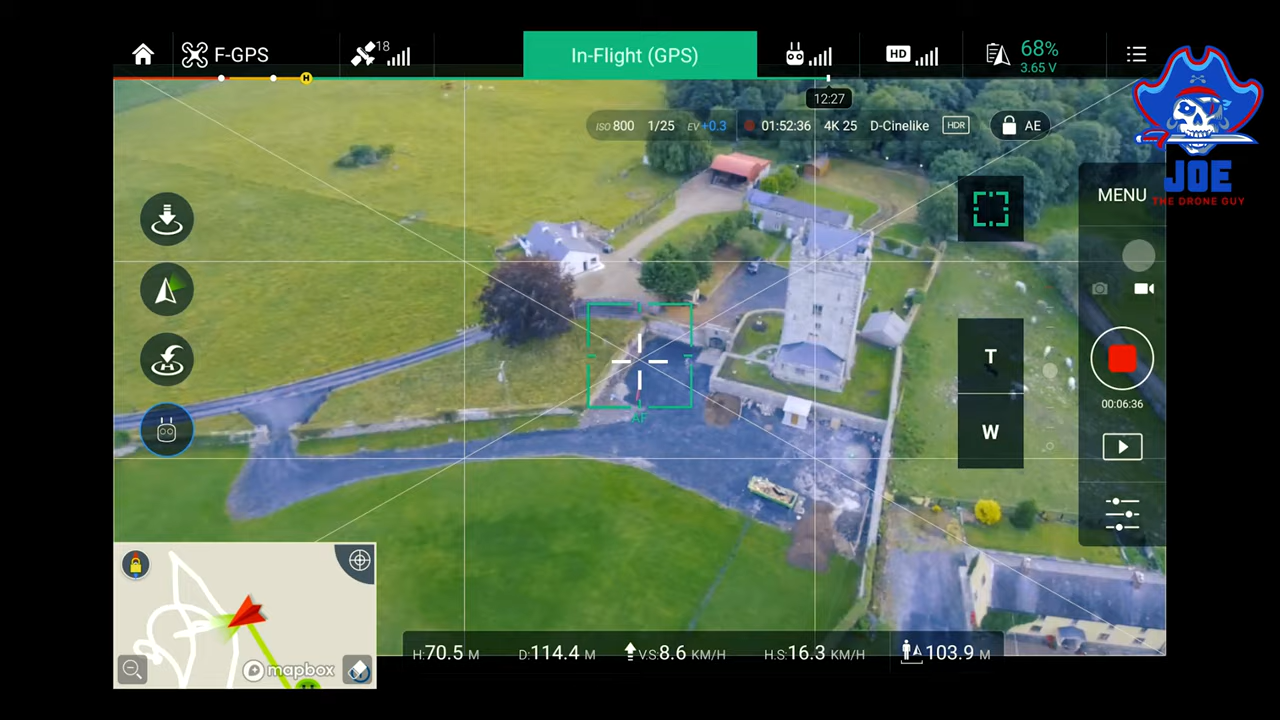 F-GPS
18
In-Flight (GPS)
HD
68%
3.65 V
H
12:27
ISO 800 1/25 EV +0.3 01:52:36 4K 25 D-Cinelike HDR AE
JOE
THE DRONE GUY
MENU
T
W
AF
00:06:36
H
mapbox
H:70.5 M D:114.4 M V.S:8.6 KM/H H.S:16.3 KM/H 103.9 M